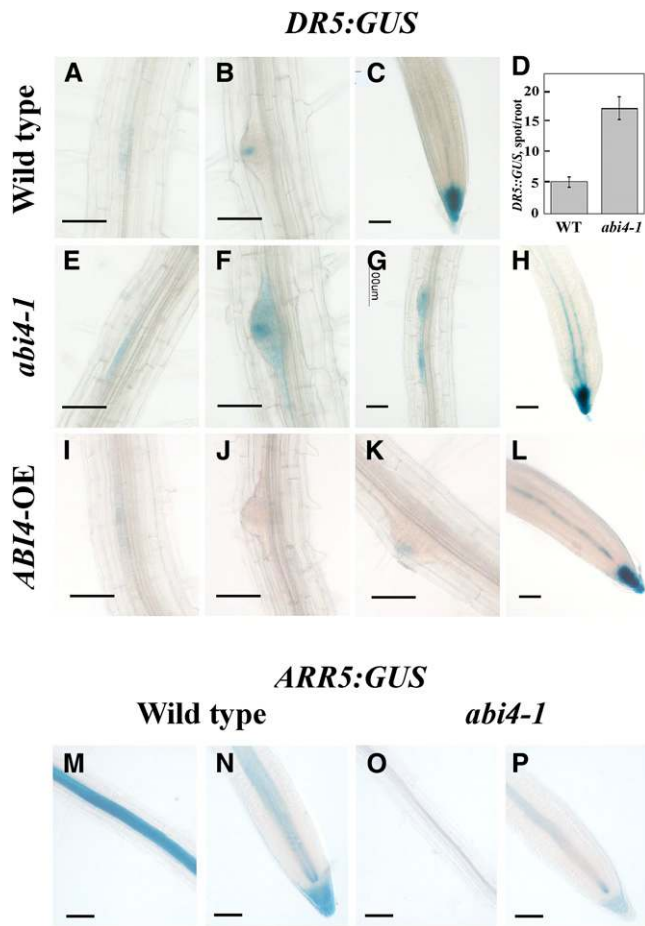 DR5:GUS
Wild type
A
B
C
D
DR5::GUS, spot/root
20
15
10
5
0
WT
abi4-1
abi4-1
E
F
G
H
ABI4-OE
I
J
K
L
ARR5:GUS
Wild type
abi4-1
M
N
O
P